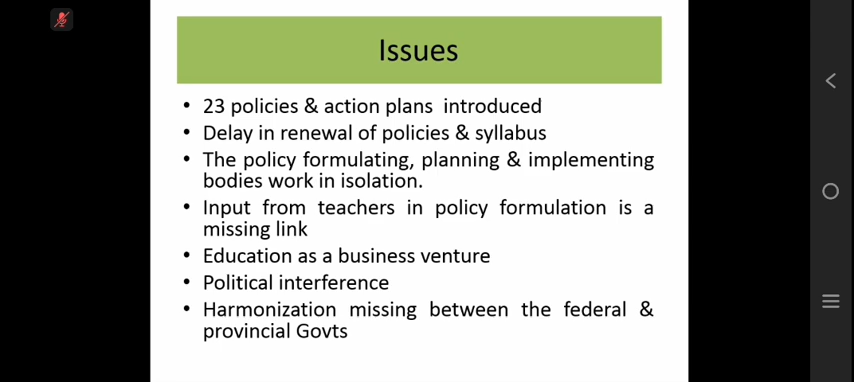 Issues
• 23 policies & action plans introduced
• Delay in renewal of policies & syllabus
• The policy formulating, planning & implementing
bodies work in isolation.
• Input from teachers in policy formulation is a
missing link
• Education as a business venture
• Political interference
• Harmonization missing between the federal &
provincial Govts